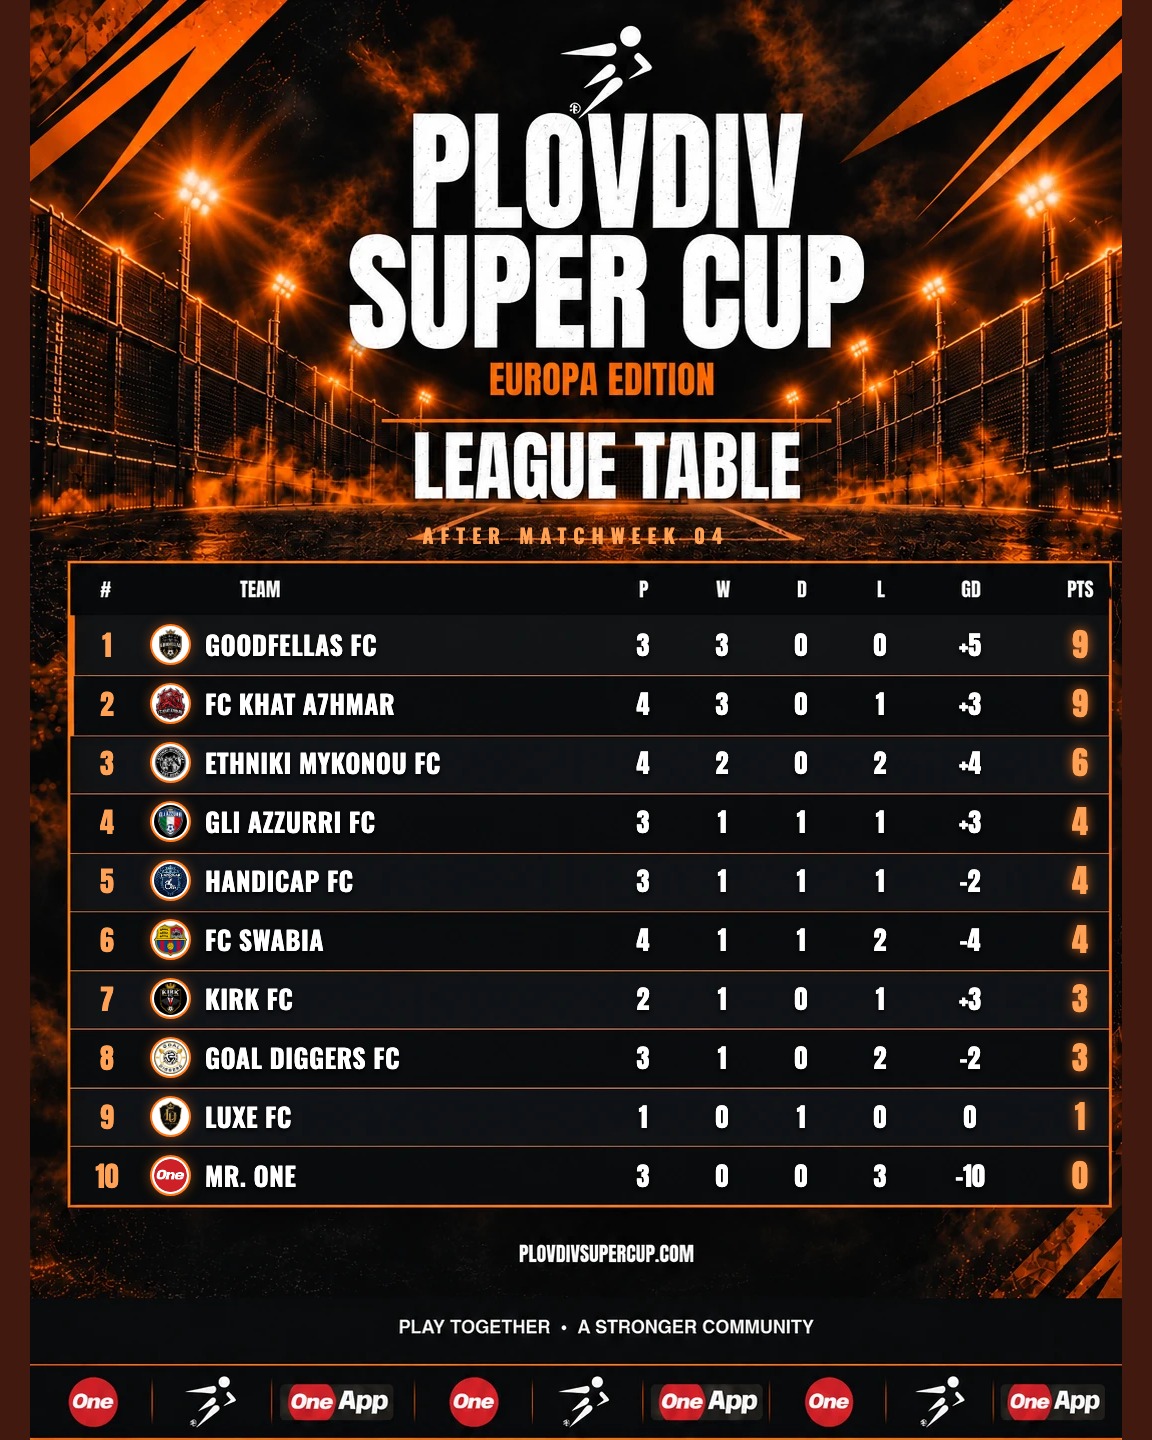 PLOVDIV
SUPER CUP
EUROPA EDITION
LEAGUE TABLE
AFTER MATCHWEEK 04
# TEAM P W D L GD PTS
1 GOODFELLAS FC 3 3 0 0 +5 9
2 FC KHAT A7HMAR 4 3 0 1 +3 9
3 ETHNIKI MYKONOU FC 4 2 0 2 +4 6
4 GLI AZZURRI FC 3 1 1 1 +3 4
5 HANDICAP FC 3 1 1 1 -2 4
6 FC SWABIA 4 1 1 2 -4 4
7 KIRK FC 2 1 0 1 +3 3
8 GOAL DIGGERS FC 3 1 0 2 -2 3
9 LUXE FC 1 0 1 0 0 1
10 One MR. ONE 3 0 0 3 -10 0
PLOVDIVSUPERCUP.COM
PLAY TOGETHER • A STRONGER COMMUNITY
One One App One One App One One App